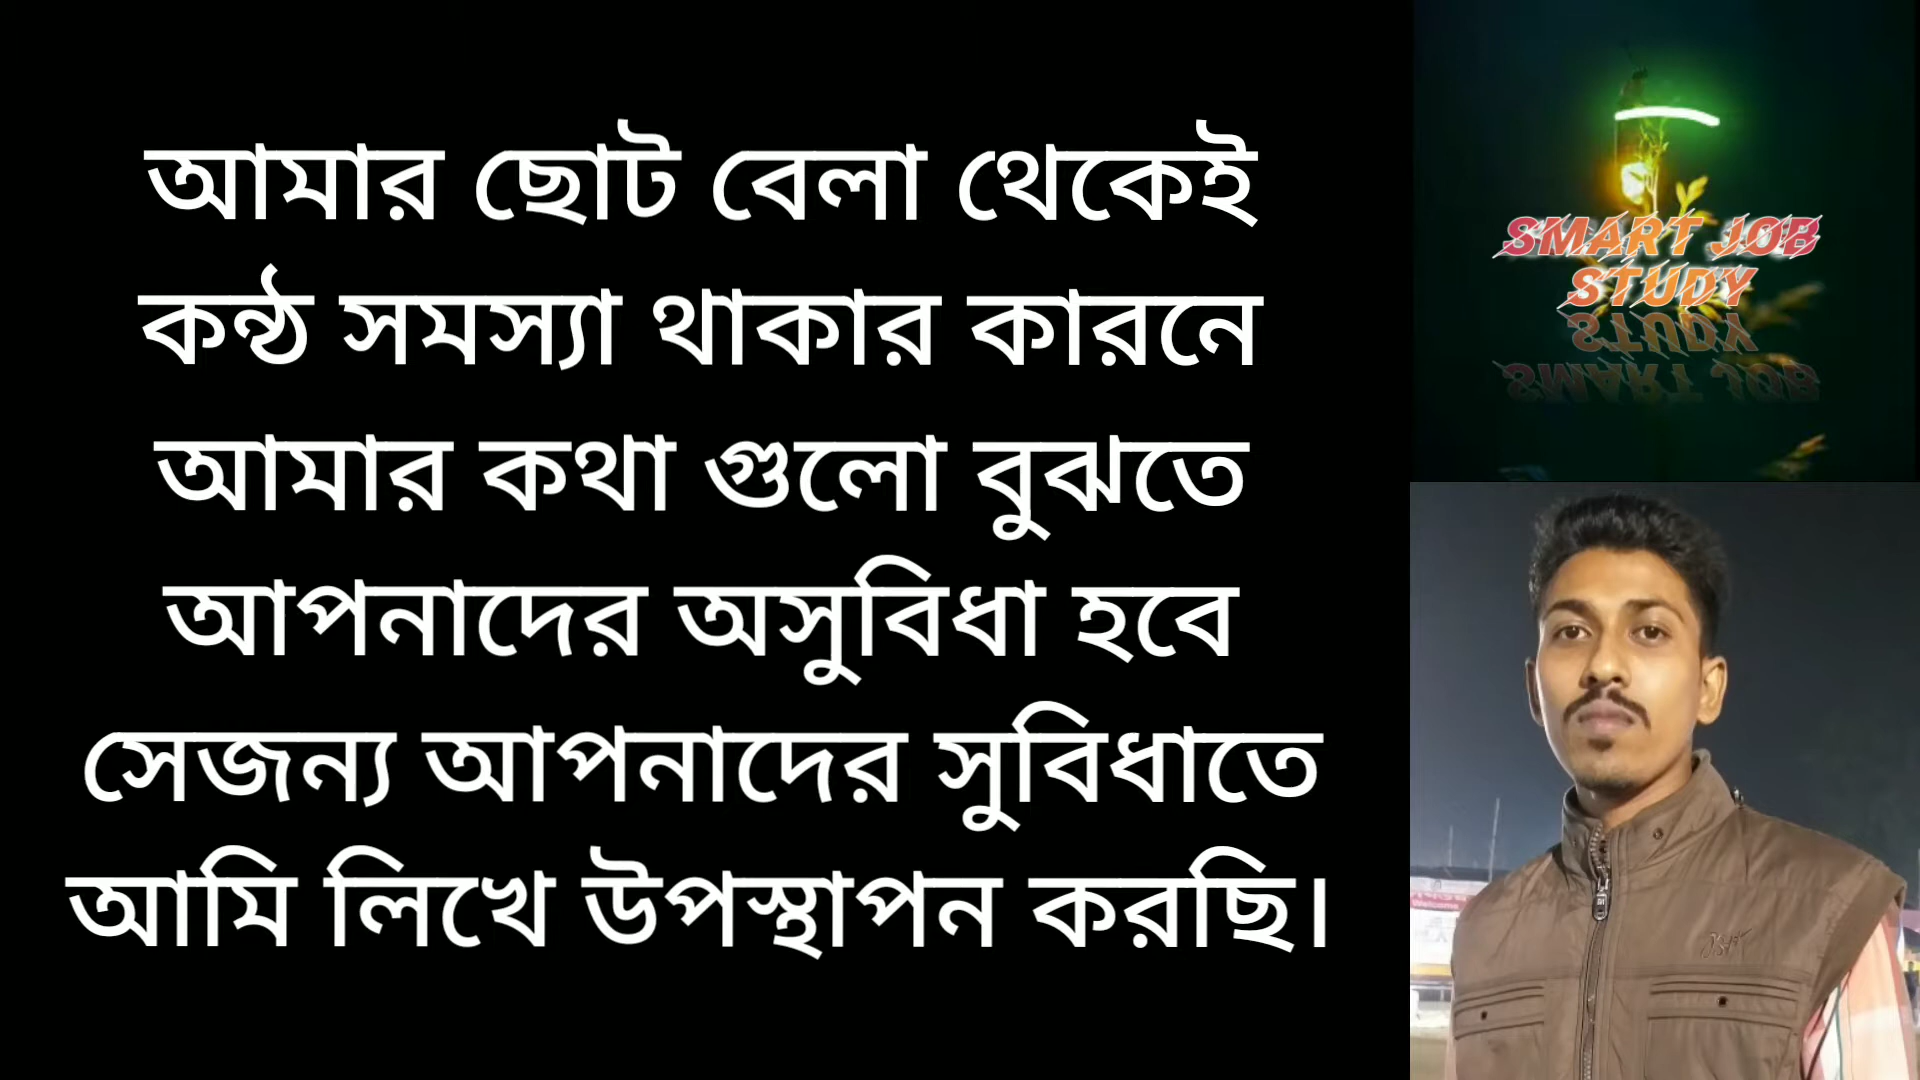 আমার ছোট বেলা থেকেই
কন্ঠ সমস্যা থাকার কারনে
আমার কথা গুলো বুঝতে
আপনাদের অসুবিধা হবে
সেজন্য আপনাদের সুবিধাতে
আমি লিখে উপস্থাপন করছি।
SMART JOB
STUDY
Welcome